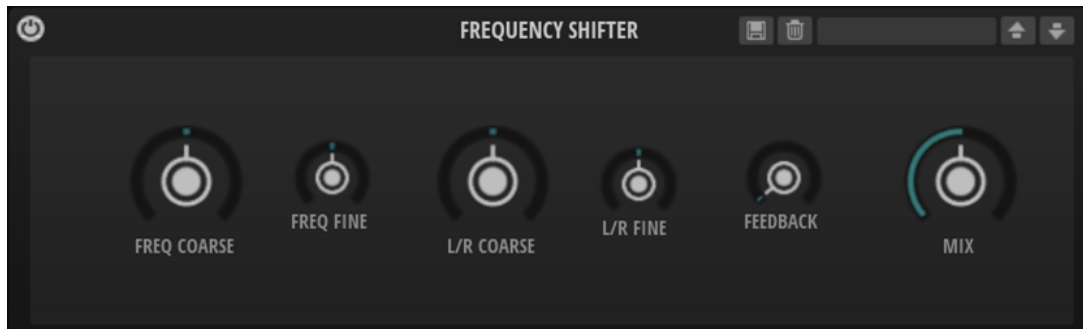 FREQUENCY SHIFTER
FREQ COARSE
FREQ FINE
L/R COARSE
L/R FINE
FEEDBACK
MIX